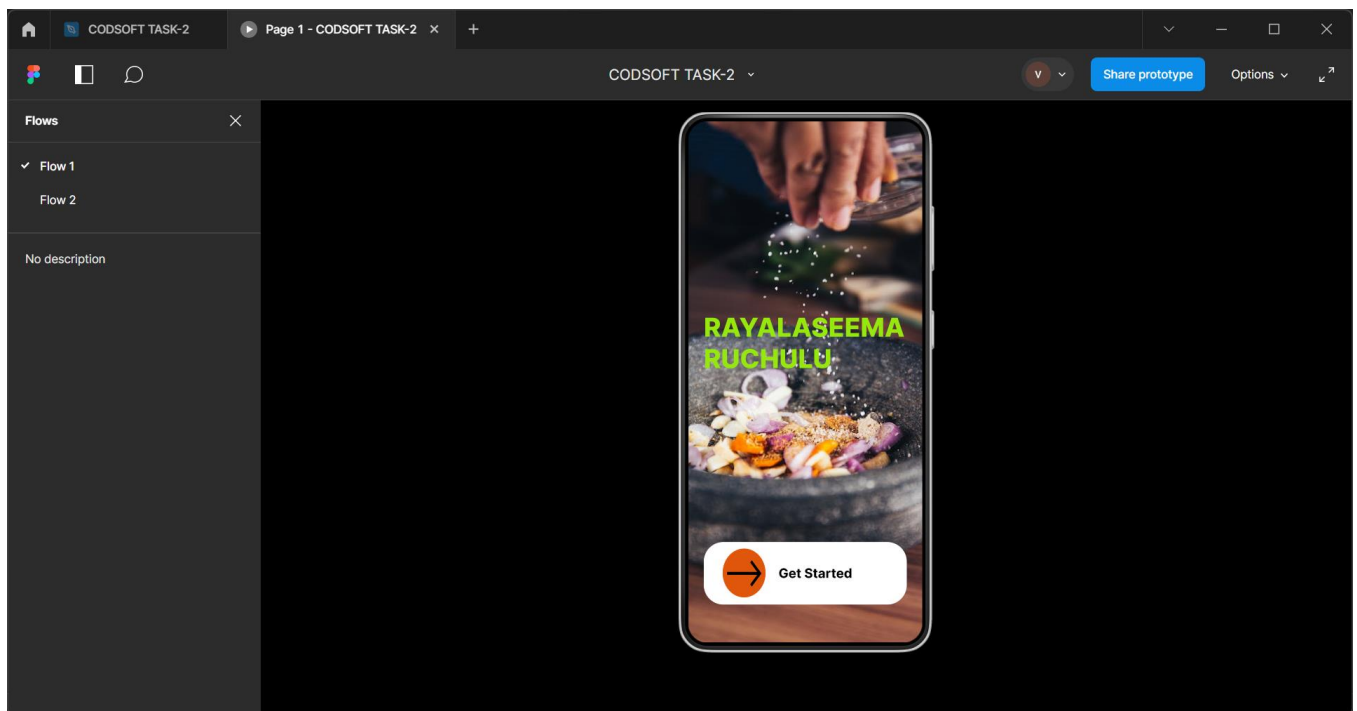 CODSOFT TASK-2
Page 1 - CODSOFT TASK-2
CODSOFT TASK-2
V
Share prototype
Options
Flows
Flow 1
Flow 2
No description
RAYALASEEMA
RUCHULU
Get Started